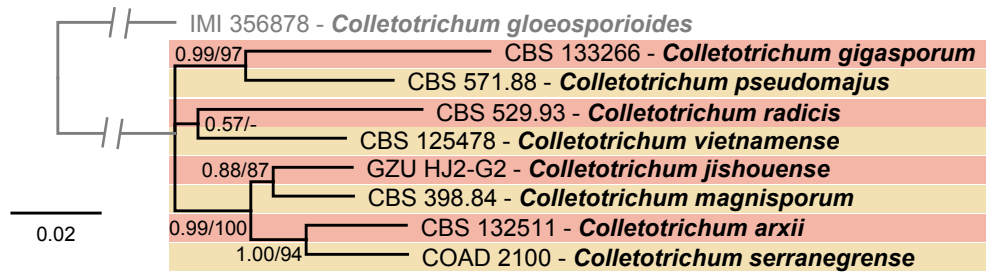 IMI 356878 - Colletotrichum gloeosporioides
0.99/97
CBS 133266 - Colletotrichum gigasporum
CBS 571.88 - Colletotrichum pseudomajus
CBS 529.93 - Colletotrichum radicis
0.57/-
CBS 125478 - Colletotrichum vietnamense
0.88/87
GZU HJ2-G2 - Colletotrichum jishouense
CBS 398.84 - Colletotrichum magnisporum
0.02
0.99/100
CBS 132511 - Colletotrichum arxii
1.00/94
COAD 2100 - Colletotrichum serranegrense